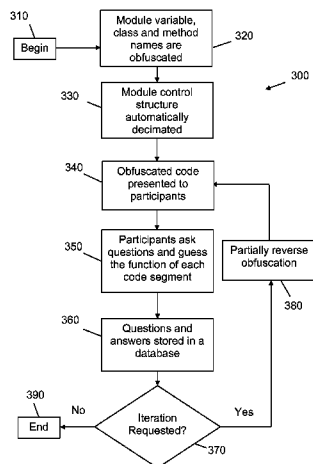 310
Begin
Module variable,
class and method
names are
obfuscated
320
300
330
Module control
structure
automatically
decimated
340
Obfuscated code
presented to
participants
350
Participants ask
questions and guess
the function of each
code segment
Partially reverse
obfuscation
380
360
Questions and
answers stored in a
database
390
No
End
Iteration
Requested?
Yes
370